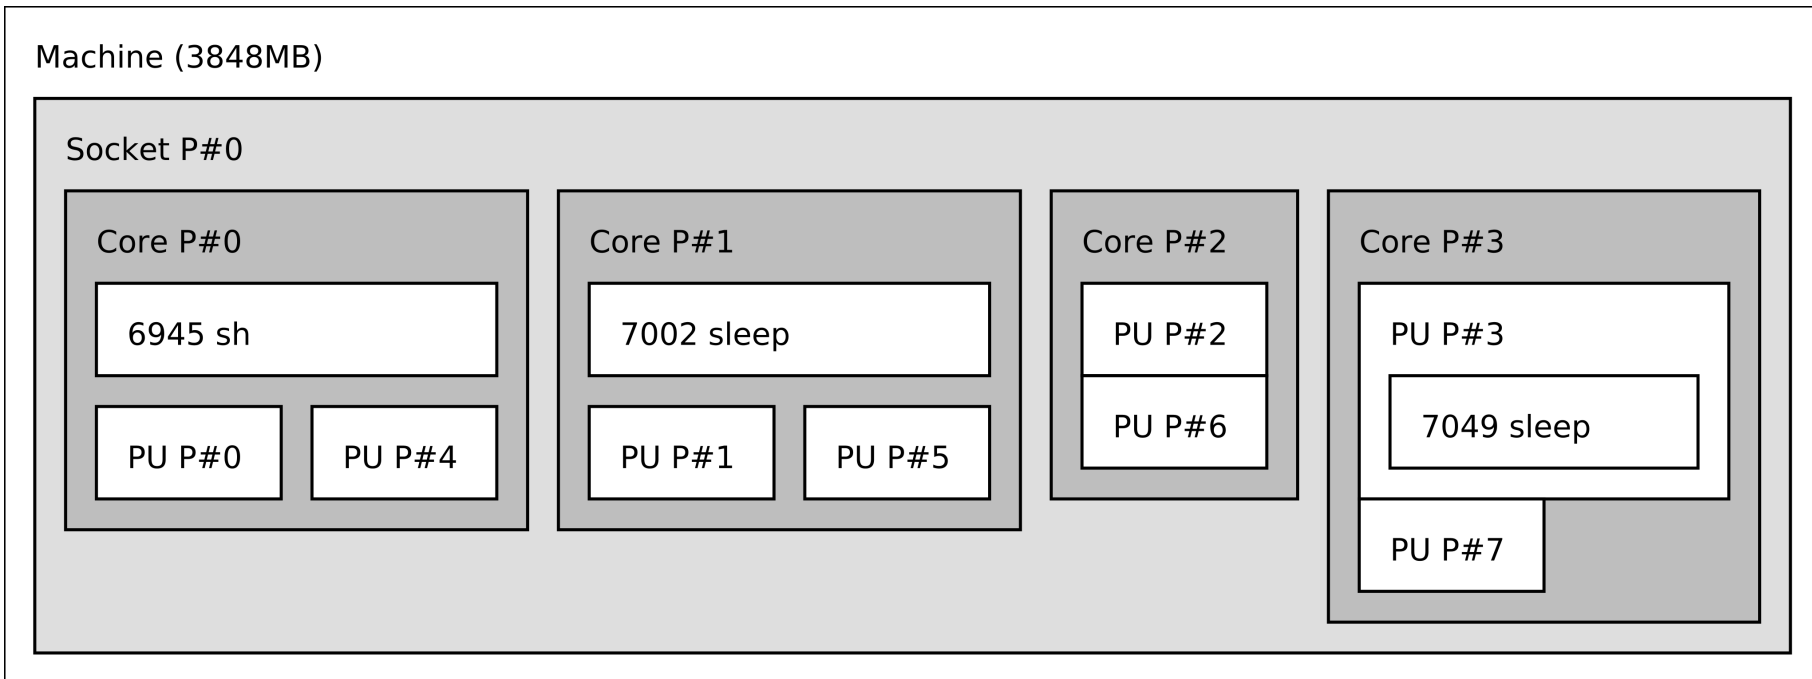 Machine (3848MB)
Socket P#0
Core P#0
6945 sh
PU P#0
PU P#4
Core P#1
7002 sleep
PU P#1
PU P#5
Core P#2
PU P#2
PU P#6
Core P#3
PU P#3
7049 sleep
PU P#7